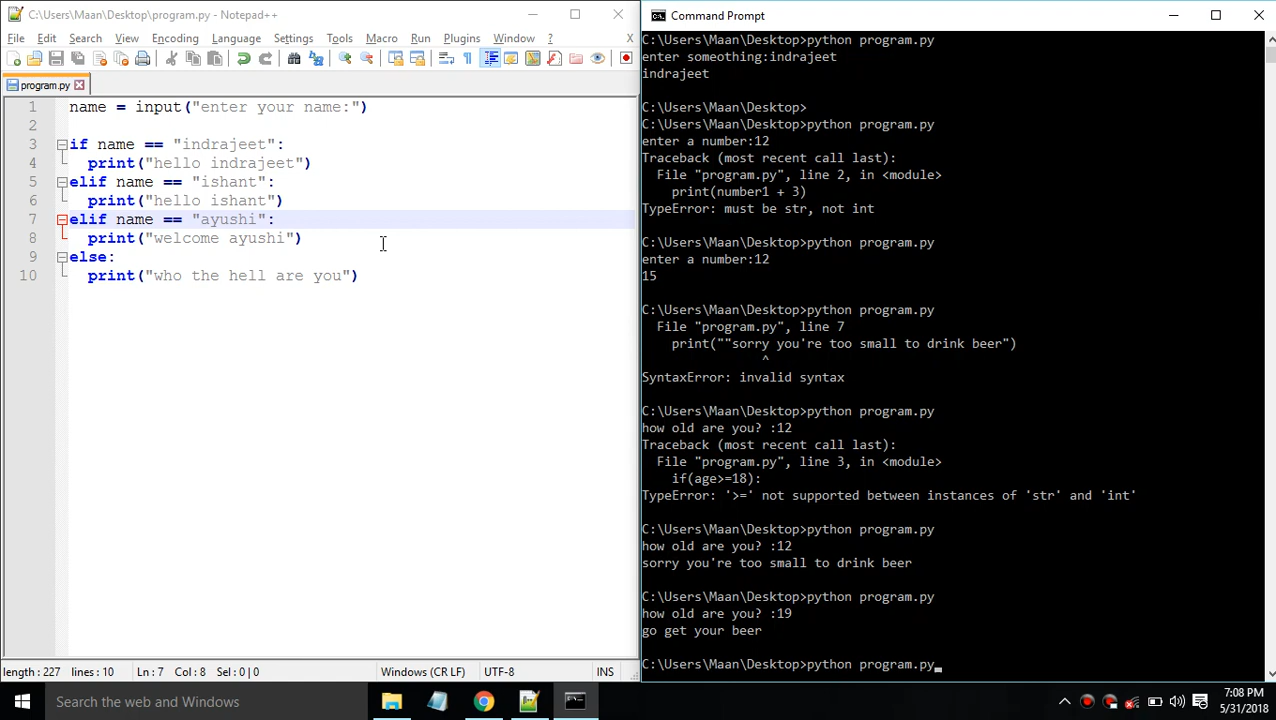 C:\Users\Maan\Desktop\program.py - Notepad++
File Edit Search View Encoding Language Settings Tools Macro Run Plugins Window ? X
program.py
1 name = input("enter your name:")
2
3 if name == "indrajeet":
4 print("hello indrajeet")
5 elif name == "ishant":
6 print("hello ishant")
7 elif name == "ayushi":
8 print("welcome ayushi")
9 else:
10 print("who the hell are you")
length: 227 lines: 10 Ln: 7 Col: 8 Sel: 0 | 0 Windows (CR LF) UTF-8 INS
Command Prompt
C:\Users\Maan\Desktop>python program.py
enter someothing:indrajeet
indrajeet
C:\Users\Maan\Desktop>
C:\Users\Maan\Desktop>python program.py
enter a number:12
Traceback (most recent call last):
File "program.py", line 2, in <module>
print(number1 + 3)
TypeError: must be str, not int
C:\Users\Maan\Desktop>python program.py
enter a number:12
15
C:\Users\Maan\Desktop>python program.py
File "program.py", line 7
print(""sorry you're too small to drink beer")
^
SyntaxError: invalid syntax
C:\Users\Maan\Desktop>python program.py
how old are you? :12
Traceback (most recent call last):
File "program.py", line 3, in <module>
if(age>=18):
TypeError: '>=' not supported between instances of 'str' and 'int'
C:\Users\Maan\Desktop>python program.py
how old are you? :12
sorry you're too small to drink beer
C:\Users\Maan\Desktop>python program.py
how old are you? :19
go get your beer
C:\Users\Maan\Desktop>python program.py
Search the web and Windows
7:08 PM
5/31/2018